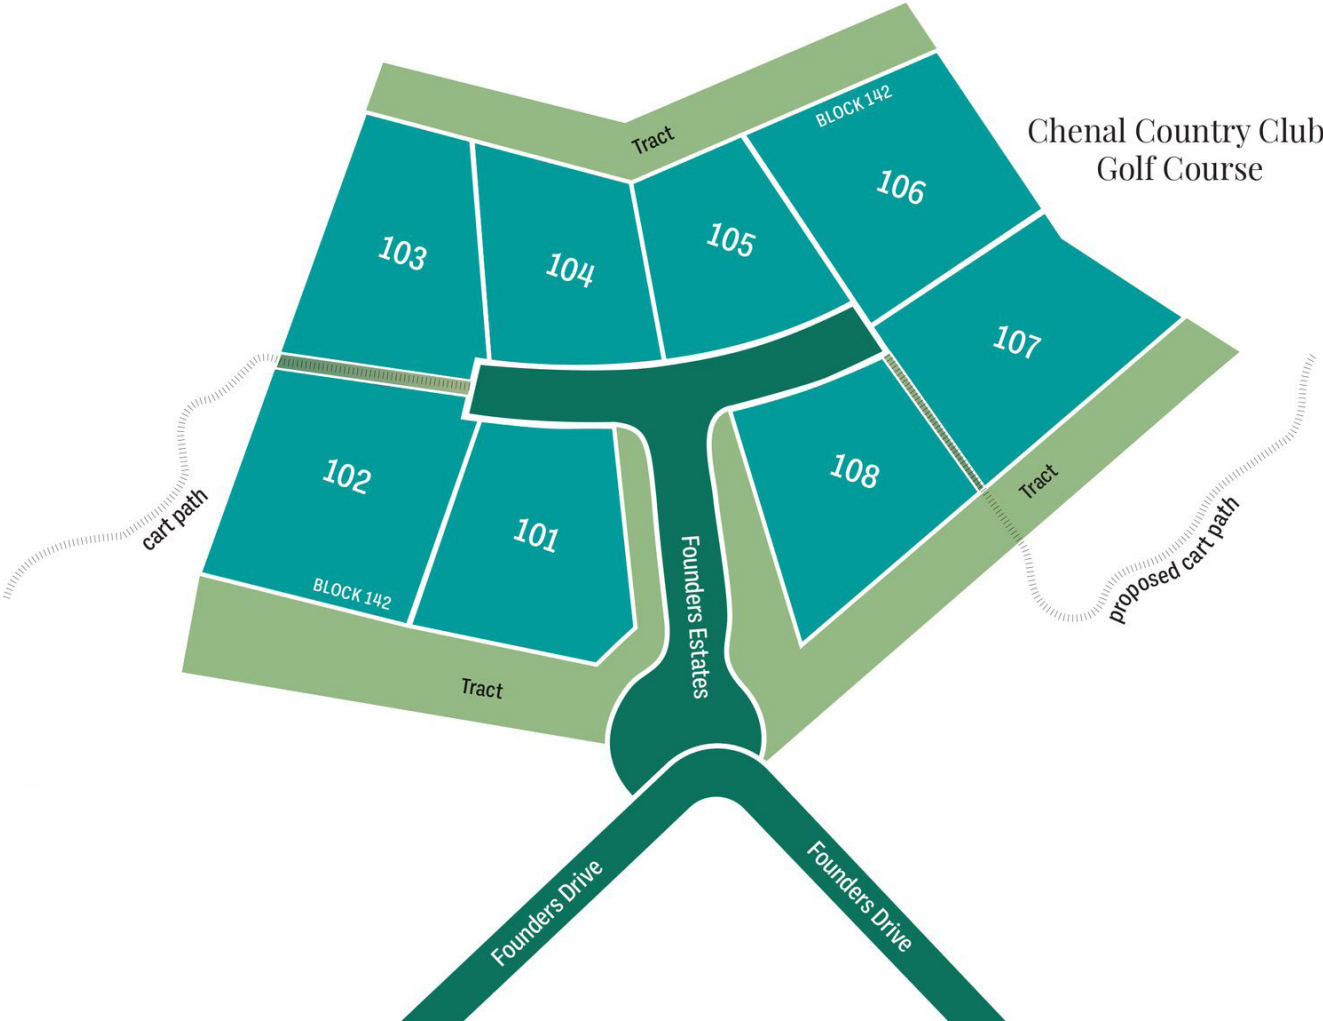 Tract
BLOCK 142
Chenal Country Club
Golf Course
103
104
105
106
107
102
101
108
BLOCK 142
cart path
Tract
proposed cart path
Tract
Founders Estates
Founders Drive
Founders Drive